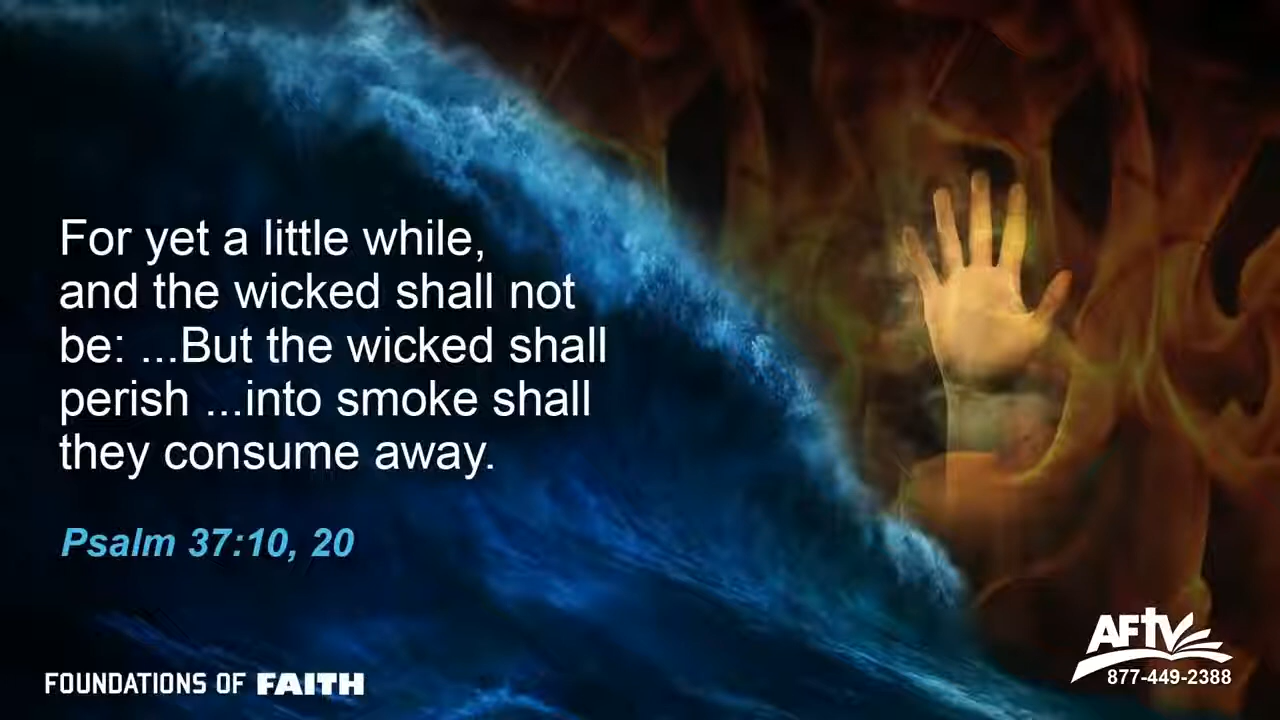 For yet a little while,
and the wicked shall not
be: ...But the wicked shall
perish ...into smoke shall
they consume away.
Psalm 37:10, 20
FOUNDATIONS OF FAITH
AFTV
877-449-2388